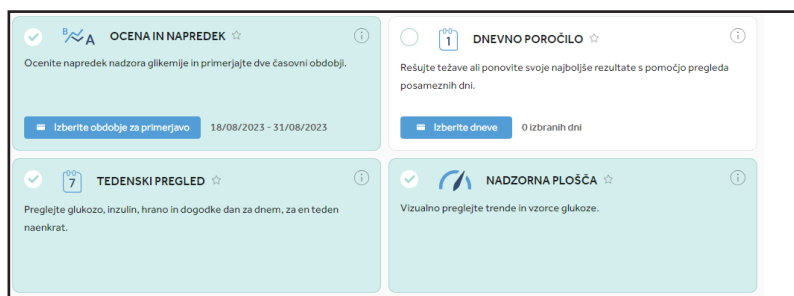 B A OCENA IN NAPREDEK
Ocenite napredek nadzora glikemije in primerjajte dve časovni obdobji.
Izberite obdobje za primerjavo 18/08/2023 - 31/08/2023
1 DNEVNO POROČILO
Rešujte težave ali ponovite svoje najboljše rezultate s pomočjo pregleda
posameznih dni.
Izberite dneve 0 izbranih dni
7 TEDENSKI PREGLED
Preglejte glukozo, inzulin, hrano in dogodke dan za dnem, za en teden
naenkrat.
NADZORNA PLOŠČA
Vizualno preglejte trende in vzorce glukoze.